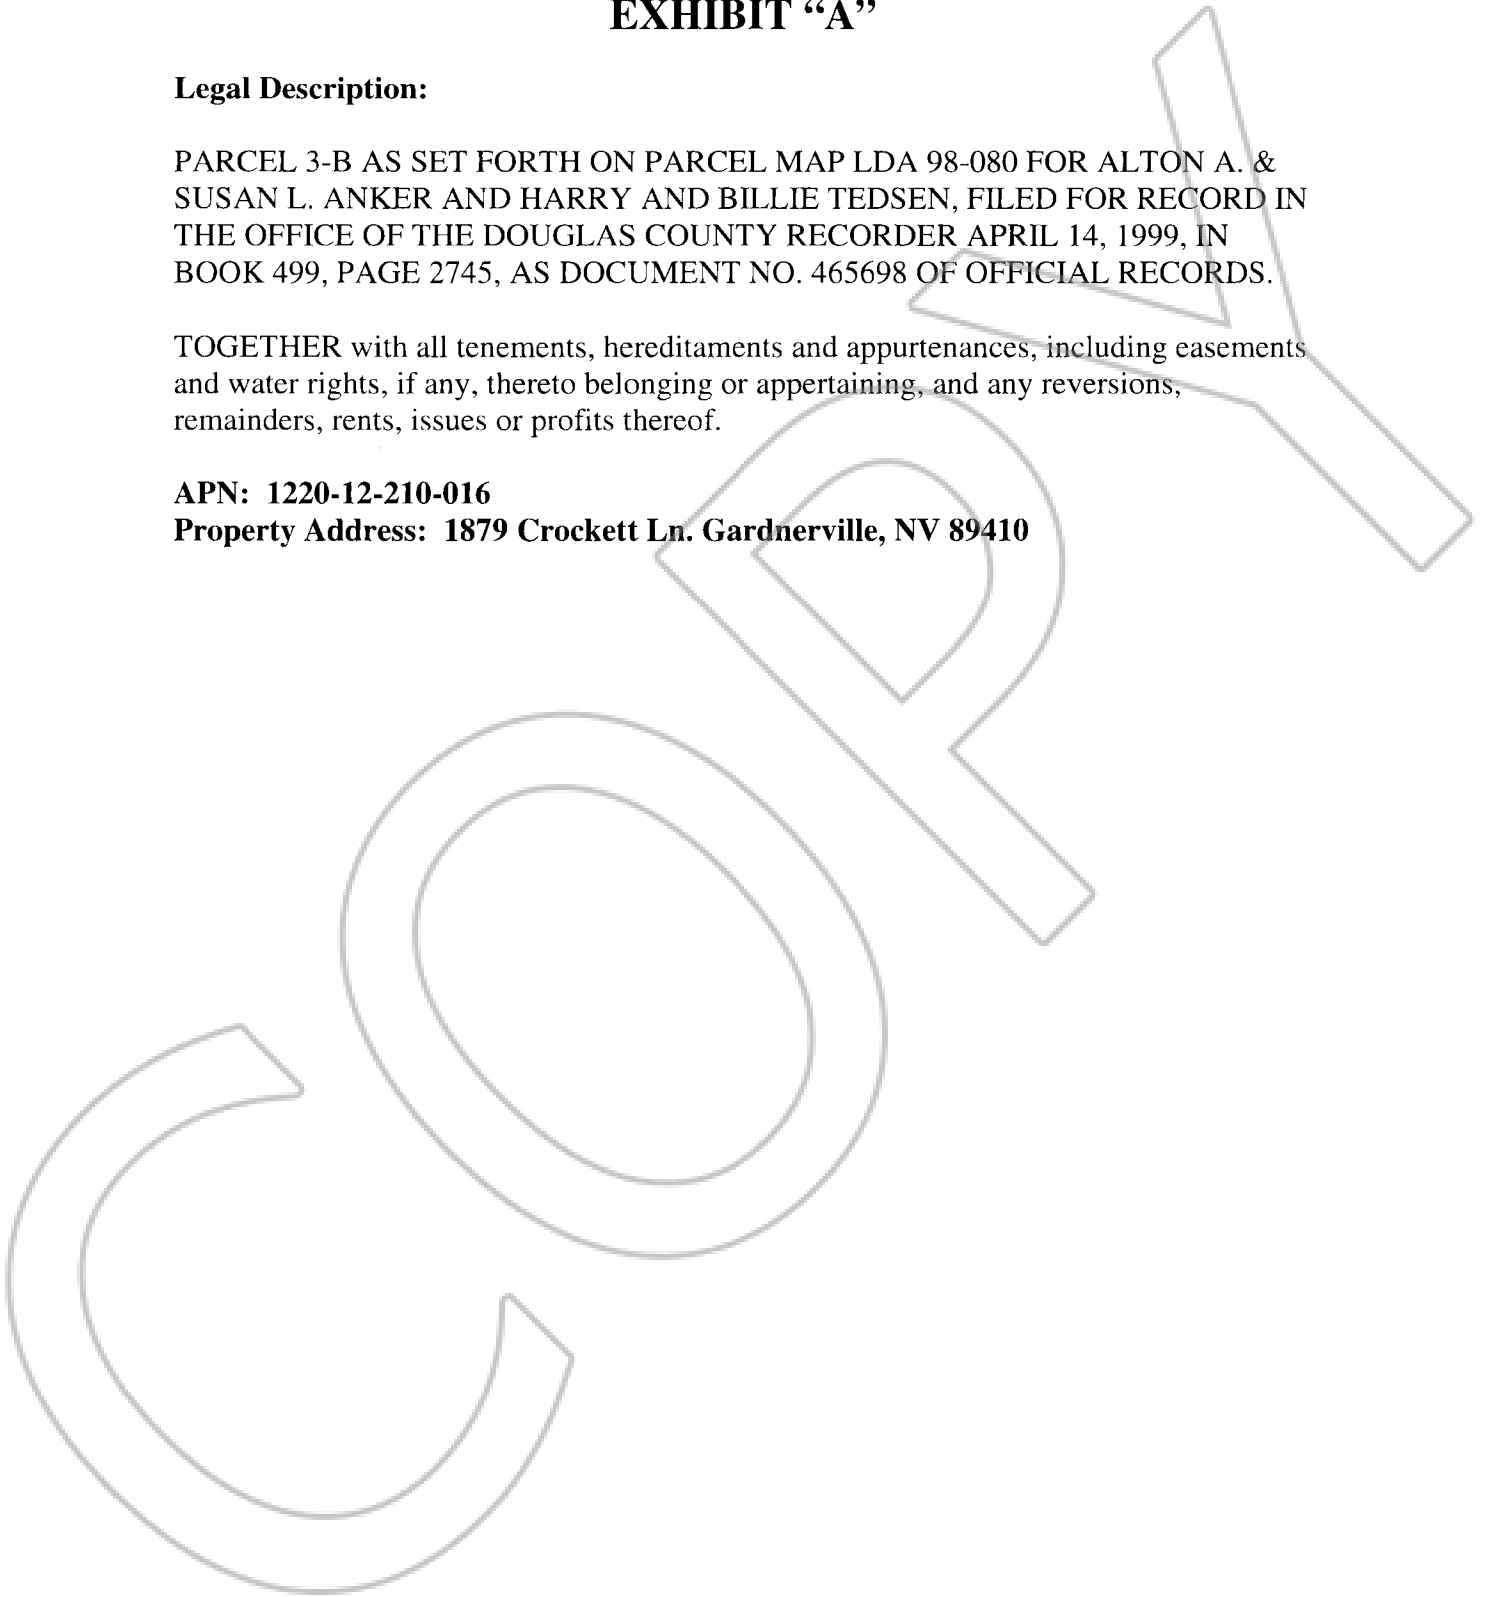 EXHIBIT “A”
Legal Description:
PARCEL 3-B AS SET FORTH ON PARCEL MAP LDA 98-080 FOR ALTON A. &
SUSAN L. ANKER AND HARRY AND BILLIE TEDSEN, FILED FOR RECORD IN
THE OFFICE OF THE DOUGLAS COUNTY RECORDER APRIL 14, 1999, IN
BOOK 499, PAGE 2745, AS DOCUMENT NO. 465698 OF OFFICIAL RECORDS.
TOGETHER with all tenements, hereditaments and appurtenances, including easements
and water rights, if any, thereto belonging or appertaining, and any reversions,
remainders, rents, issues or profits thereof.
APN: 1220-12-210-016
Property Address: 1879 Crockett Ln. Gardnerville, NV 89410
COPY